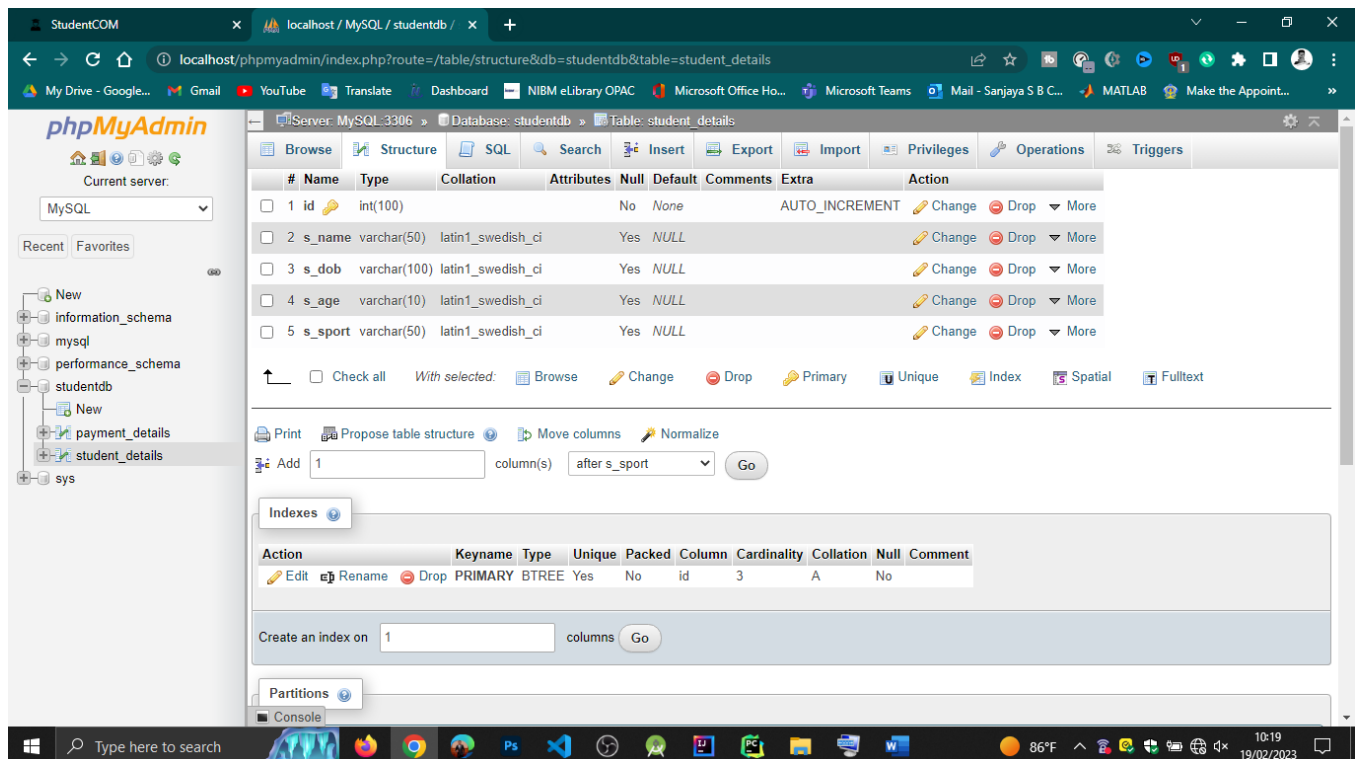 StudentCOM
localhost / MySQL / studentdb /
localhost/phpmyadmin/index.php?route=/table/structure&db=studentdb&table=student_details
My Drive - Google... Gmail YouTube Translate Dashboard NIBM eLibrary OPAC Microsoft Office Ho... Microsoft Teams Mail - Sanjaya S B C... MATLAB Make the Appoint... »
phpMyAdmin
Current server:
MySQL
Recent Favorites
New
information_schema
mysql
performance_schema
studentdb
New
payment_details
student_details
sys
Server: MySQL:3306 » Database: studentdb » Table: student_details
Browse Structure SQL Search Insert Export Import Privileges Operations Triggers
# Name Type Collation Attributes Null Default Comments Extra Action
1 id int(100) No None AUTO_INCREMENT Change Drop More
2 s_name varchar(50) latin1_swedish_ci Yes NULL Change Drop More
3 s_dob varchar(100) latin1_swedish_ci Yes NULL Change Drop More
4 s_age varchar(10) latin1_swedish_ci Yes NULL Change Drop More
5 s_sport varchar(50) latin1_swedish_ci Yes NULL Change Drop More
Check all With selected: Browse Change Drop Primary Unique Index Spatial Fulltext
Print Propose table structure Move columns Normalize
Add 1 column(s) after s_sport Go
Indexes
Action Keyname Type Unique Packed Column Cardinality Collation Null Comment
Edit Rename Drop PRIMARY BTREE Yes No id 3 A No
Create an index on 1 columns Go
Partitions
Console
Type here to search
Ps
86°F
10:19
19/02/2023